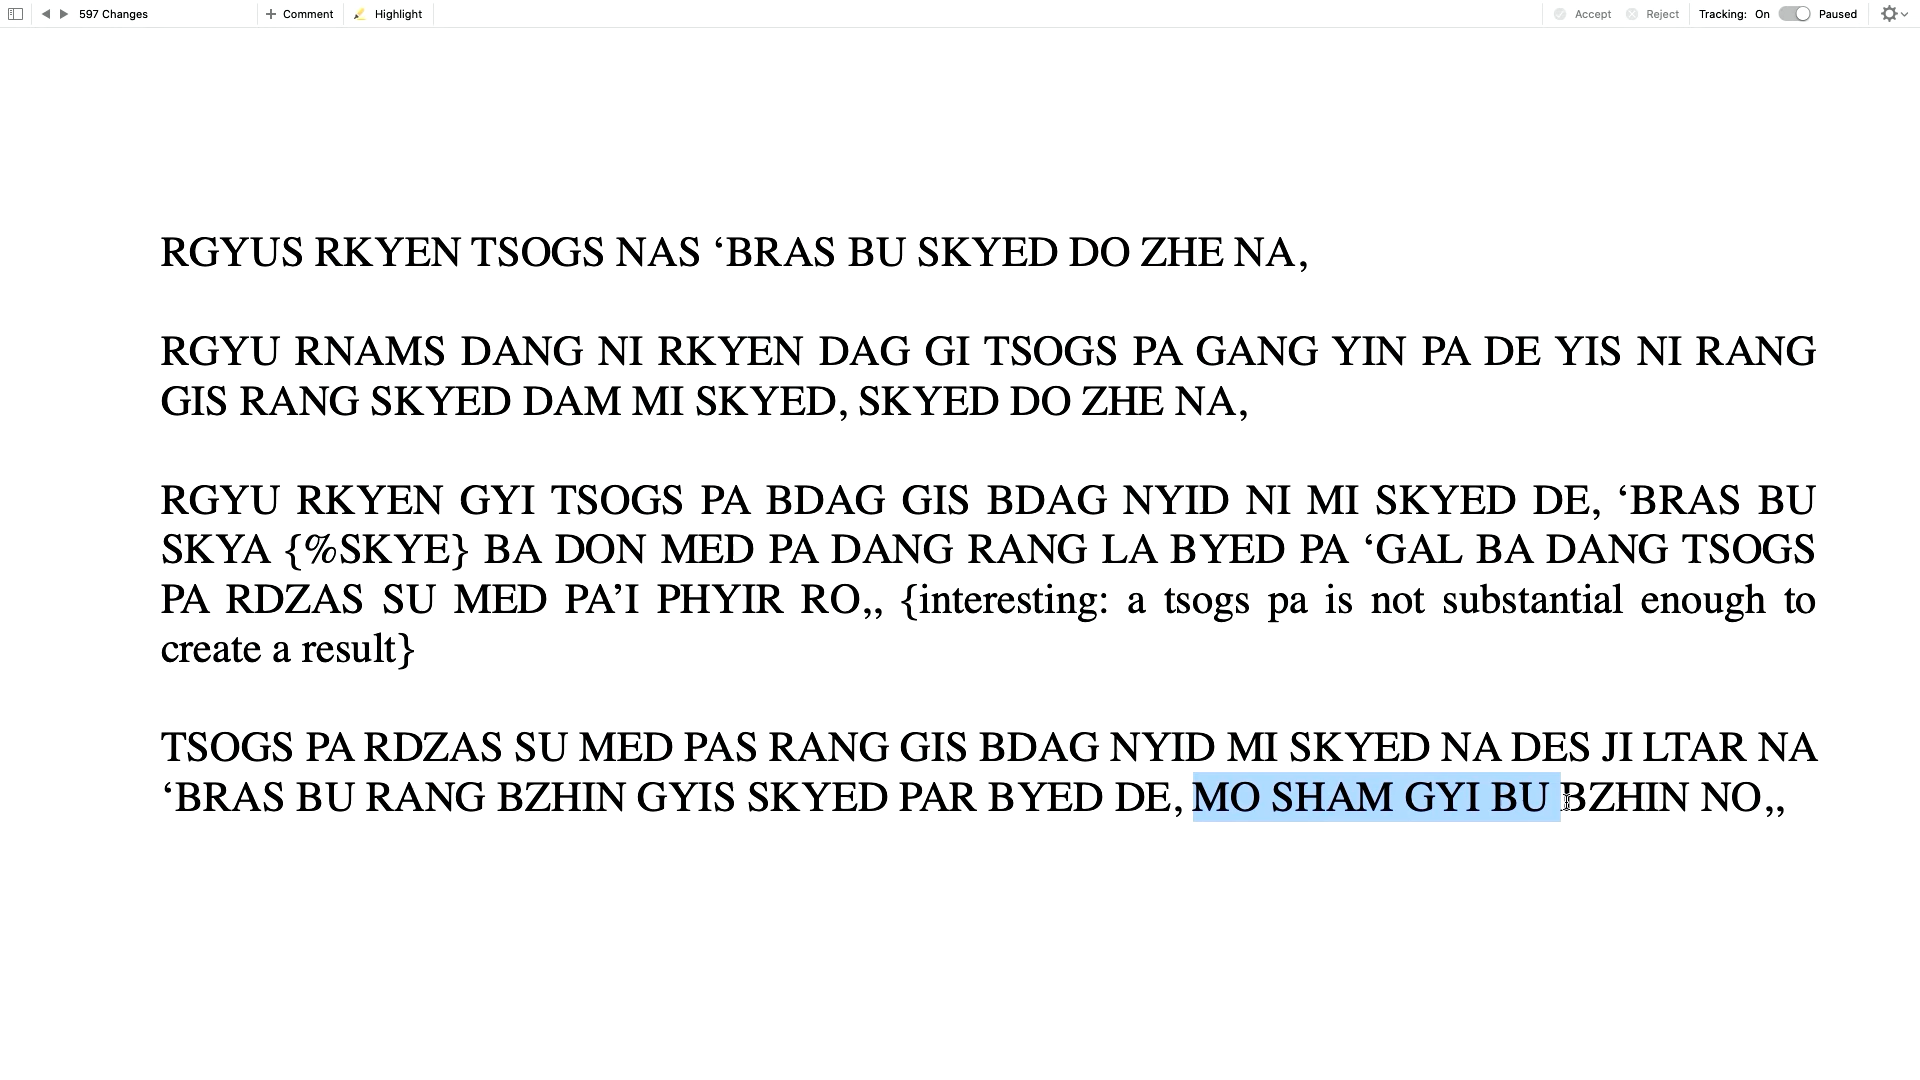 597 Changes
Comment
Highlight
Accept
Reject
Tracking: On Paused
RGYUS RKYEN TSOGS NAS ‘BRAS BU SKYED DO ZHE NA,
RGYU RNAMS DANG NI RKYEN DAG GI TSOGS PA GANG YIN PA DE YIS NI RANG
GIS RANG SKYED DAM MI SKYED, SKYED DO ZHE NA,
RGYU RKYEN GYI TSOGS PA BDAG GIS BDAG NYID NI MI SKYED DE, ‘BRAS BU
SKYA {%SKYE} BA DON MED PA DANG RANG LA BYED PA ‘GAL BA DANG TSOGS
PA RDZAS SU MED PA’I PHYIR RO,, {interesting: a tsogs pa is not substantial enough to
create a result}
TSOGS PA RDZAS SU MED PAS RANG GIS BDAG NYID MI SKYED NA DES JI LTAR NA
‘BRAS BU RANG BZHIN GYIS SKYED PAR BYED DE, MO SHAM GYI BU BZHIN NO,,